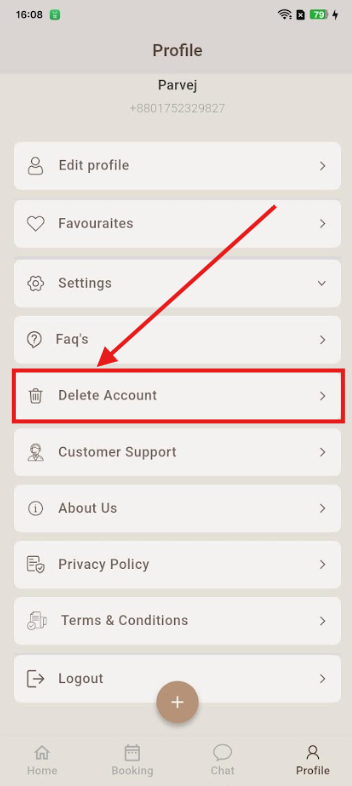 16:08
79
Profile
Parvej
+8801752329827
Edit profile
Favouraites
Settings
Faq's
Delete Account
Customer Support
About Us
Privacy Policy
Terms & Conditions
Logout
+
Home Booking Chat Profile